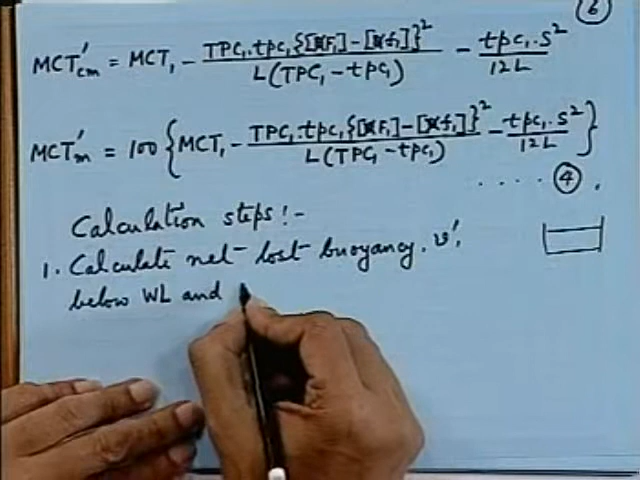 6
MCT'cm = MCT₁ - TPC₁.tpc₁{[XF₁]-[Xf₁]}² / L(TPC₁-tpc₁) - tpc₁.s² / 12L
MCT'm = 100 {MCT₁ - TPC₁.tpc₁{[XF₁]-[Xf₁]}² / L(TPC₁-tpc₁) - tpc₁.s² / 12L}
.... 4 .
Calculation steps:-
1. Calculate net lost buoyancy. v',
below WL and